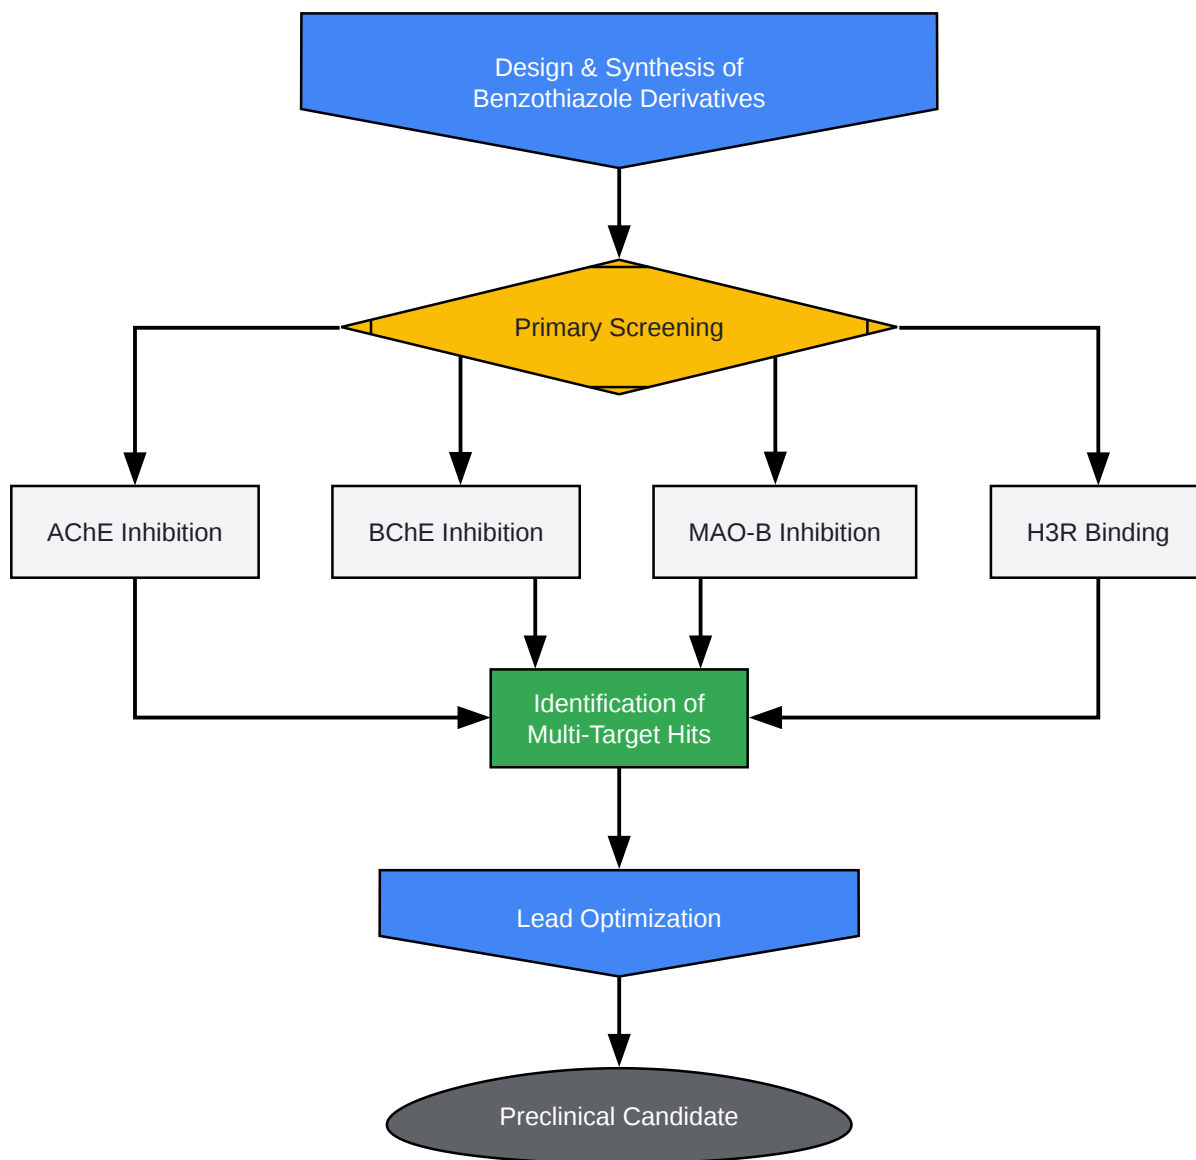 Design & Synthesis of
Benzothiazole Derivatives
Primary Screening
AChE Inhibition
BChE Inhibition
MAO-B Inhibition
H3R Binding
Identification of
Multi-Target Hits
Lead Optimization
Preclinical Candidate